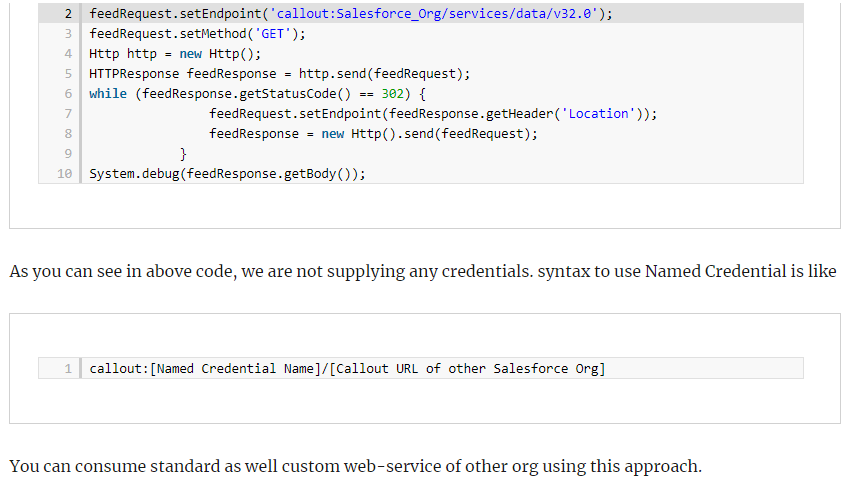 2 feedRequest.setEndpoint('callout:Salesforce_Org/services/data/v32.0');
3 feedRequest.setMethod('GET');
4 Http http = new Http();
5 HTTPResponse feedResponse = http.send(feedRequest);
6 while (feedResponse.getStatusCode() == 302) {
7 feedRequest.setEndpoint(feedResponse.getHeader('Location'));
8 feedResponse = new Http().send(feedRequest);
9 }
10 System.debug(feedResponse.getBody());
As you can see in above code, we are not supplying any credentials. syntax to use Named Credential is like
1 callout:[Named Credential Name]/[Callout URL of other Salesforce Org]
You can consume standard as well custom web-service of other org using this approach.